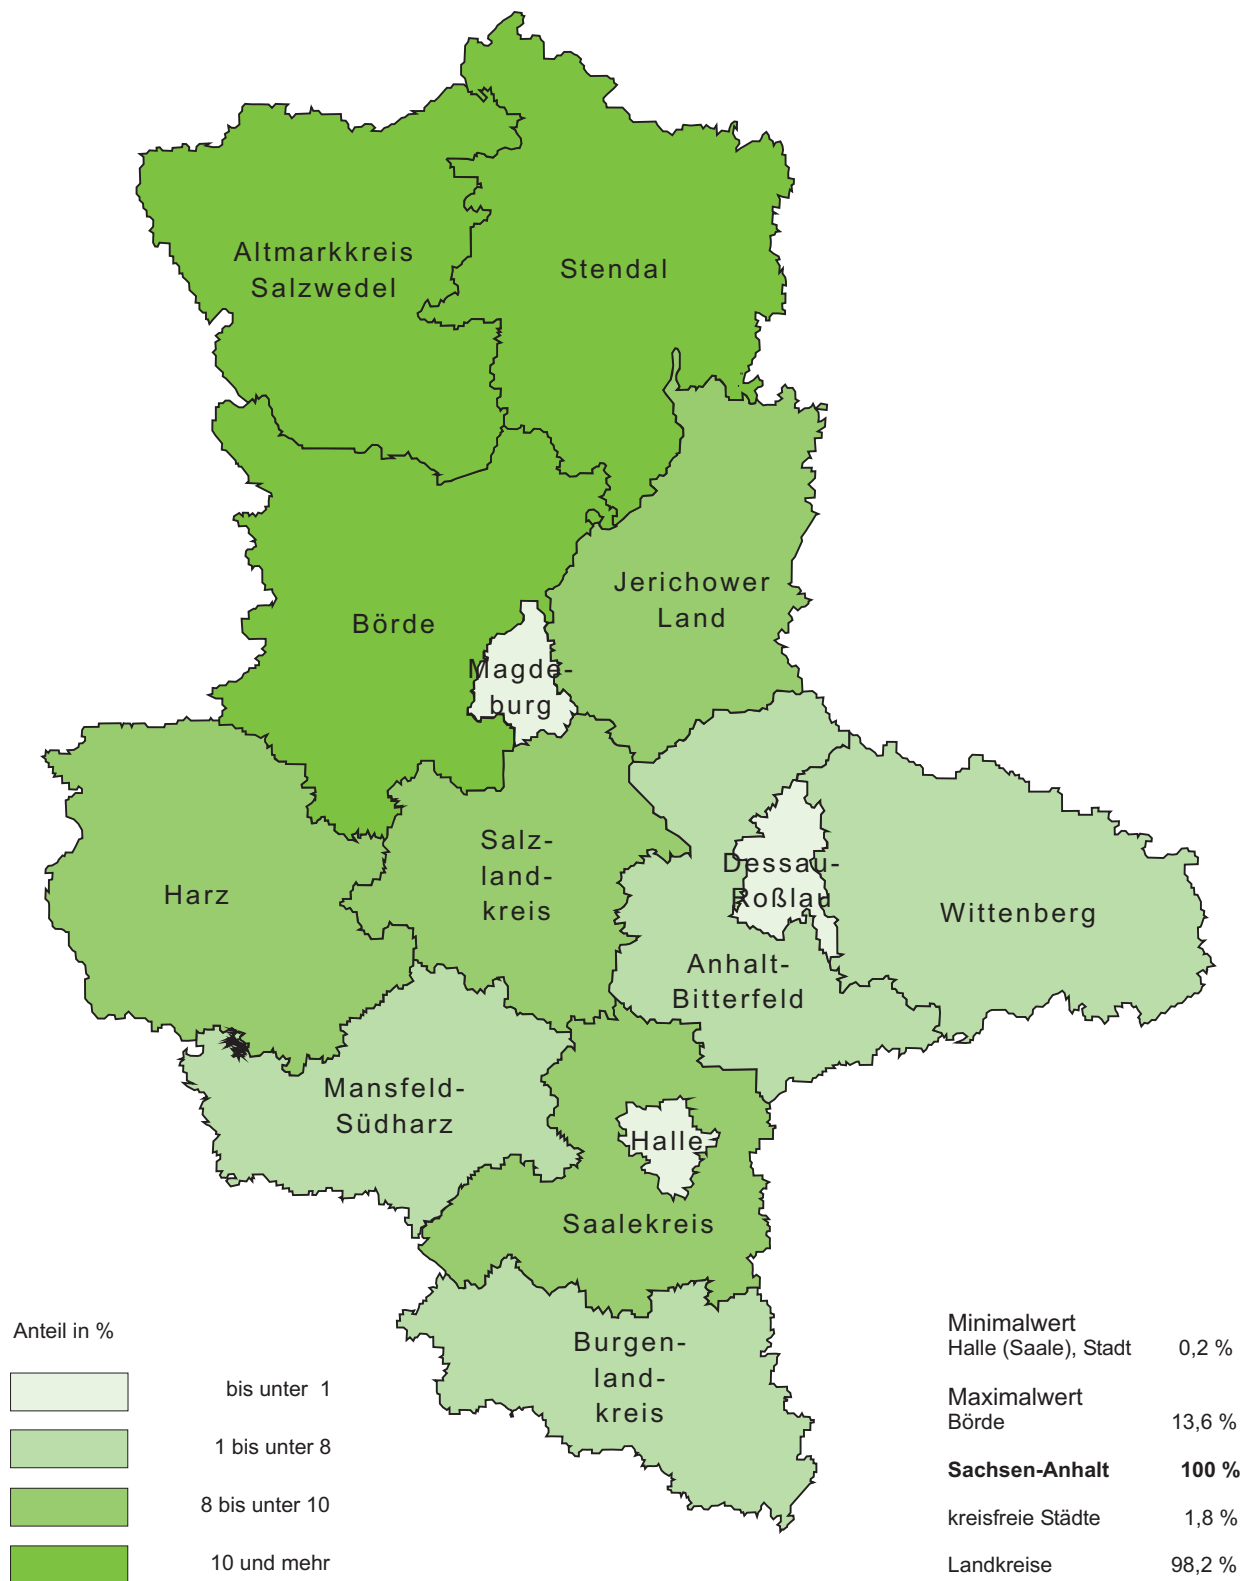 Altmarkkreis
Salzwedel
Stendal
Jerichower
Land
Börde
Magde-
burg
Salz-
land-
kreis
Harz
Dessau-
Roßlau
Wittenberg
Anhalt-
Bitterfeld
Mansfeld-
Südharz
Halle
Saalekreis
Burgen-
land-
kreis
Anteil in %
bis unter 1
1 bis unter 8
8 bis unter 10
10 und mehr
Minimalwert
Halle (Saale), Stadt 0,2 %
Maximalwert
Börde 13,6 %
Sachsen-Anhalt 100 %
kreisfreie Städte 1,8 %
Landkreise 98,2 %